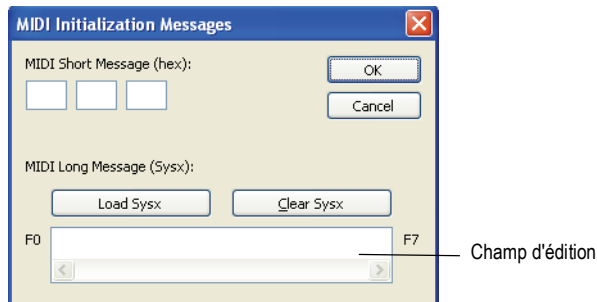 MIDI Initialization Messages
MIDI Short Message (hex):
OK
Cancel
MIDI Long Message (Sysx):
Load Sysx
Clear Sysx
F0
F7
Champ d'édition